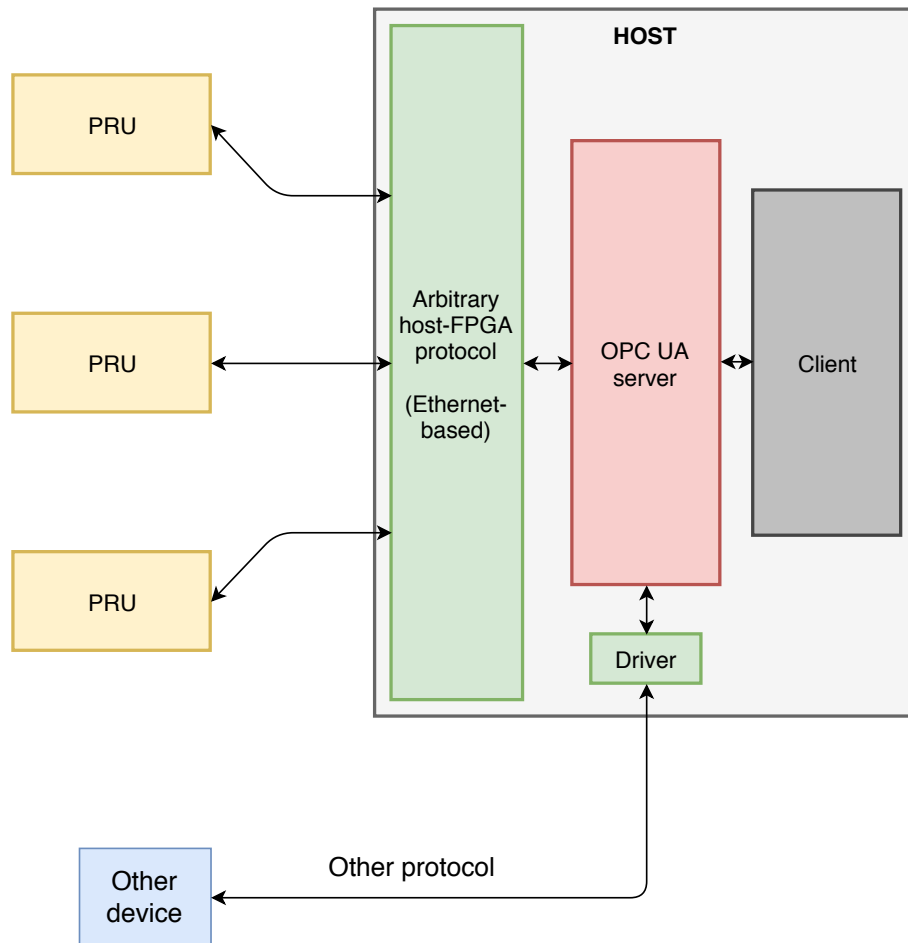 HOST
PRU
PRU
PRU
Arbitrary
host-FPGA
protocol
(Ethernet-
based)
OPC UA
server
Client
Driver
Other protocol
Other
device